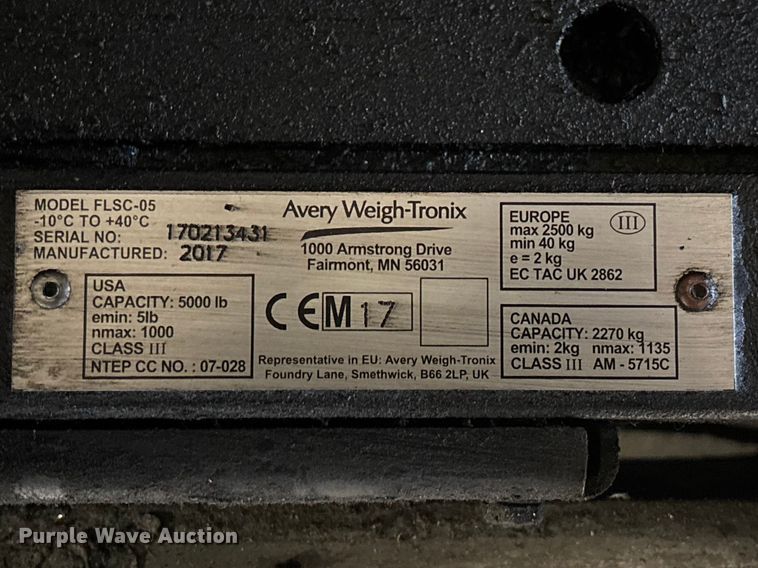 MODEL FLSC-05
-10°C TO +40°C
SERIAL NO: 170213431
MANUFACTURED: 2017
USA
CAPACITY: 5000 lb
emin: 5lb
nmax: 1000
CLASS III
NTEP CC NO. : 07-028
Avery Weigh-Tronix
1000 Armstrong Drive
Fairmont, MN 56031
CE M 17
Representative in EU: Avery Weigh-Tronix
Foundry Lane, Smethwick, B66 2LP, UK
EUROPE III
max 2500 kg
min 40 kg
e = 2 kg
EC TAC UK 2862
CANADA
CAPACITY: 2270 kg
emin: 2kg nmax: 1135
CLASS III AM - 5715C
Purple Wave Auction